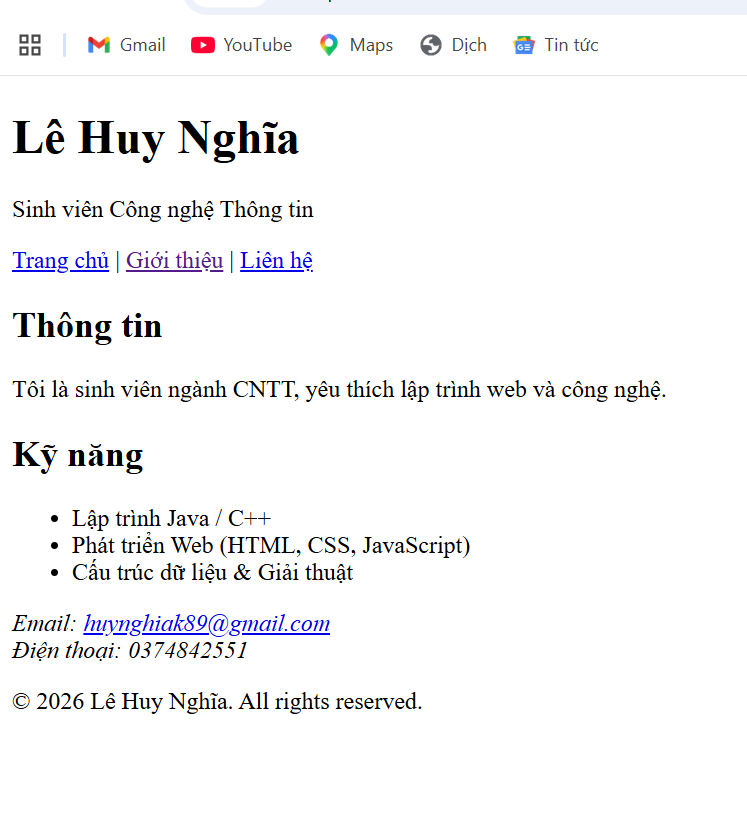 Gmail
YouTube
Maps
Dịch
Tin tức
Lê Huy Nghĩa
Sinh viên Công nghệ Thông tin
Trang chủ | Giới thiệu | Liên hệ
Thông tin
Tôi là sinh viên ngành CNTT, yêu thích lập trình web và công nghệ.
Kỹ năng
• Lập trình Java / C++
• Phát triển Web (HTML, CSS, JavaScript)
• Cấu trúc dữ liệu & Giải thuật
Email: huynghiak89@gmail.com
Điện thoại: 0374842551
© 2026 Lê Huy Nghĩa. All rights reserved.